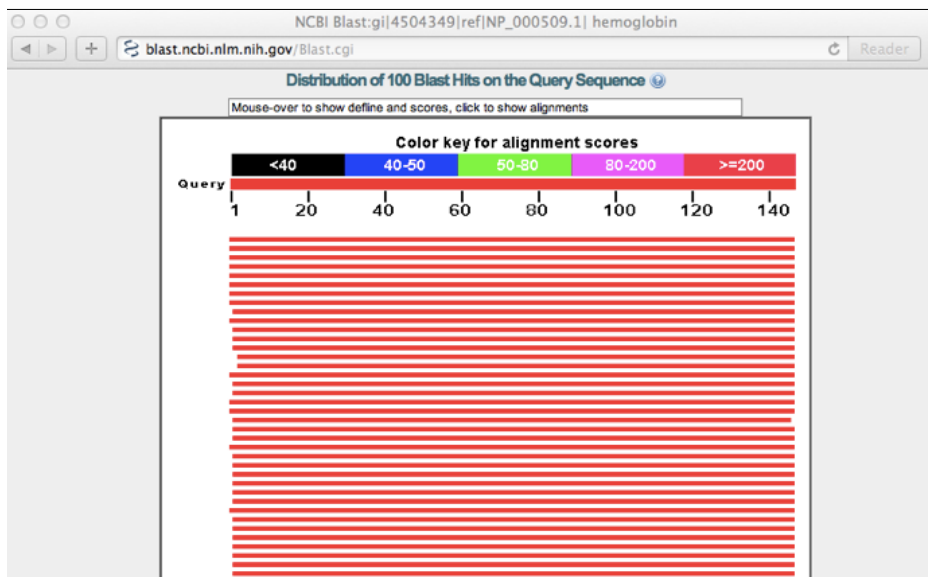 NCBI Blast:gi|4504349|ref|NP_000509.1| hemoglobin
blast.ncbi.nlm.nih.gov/Blast.cgi
Reader
Distribution of 100 Blast Hits on the Query Sequence
Mouse-over to show defline and scores, click to show alignments
Color key for alignment scores
<40 40-50 50-80 80-200 >=200
Query
1 20 40 60 80 100 120 140